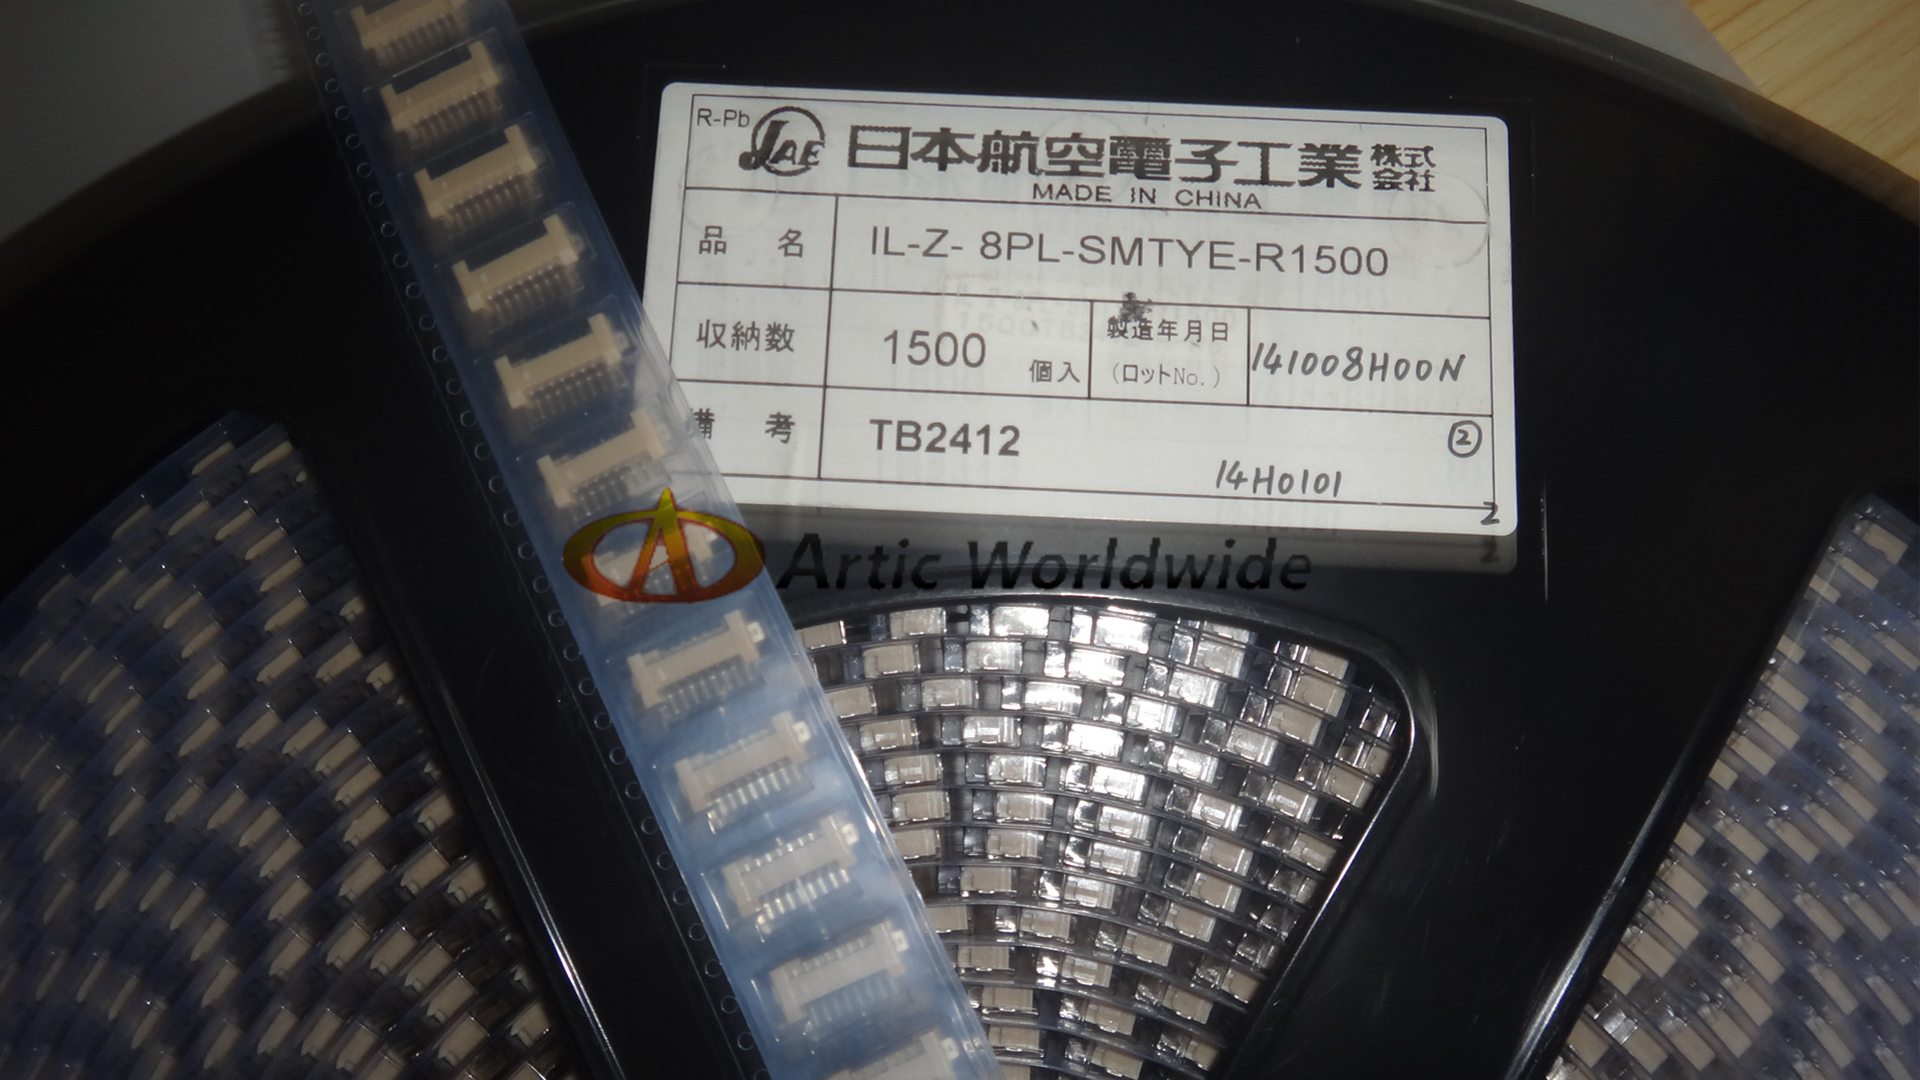 R-Pb JAE 日本航空電子工業 株式会社
MADE IN CHINA
品 名 IL-Z- 8PL-SMTYE-R1500
収納数 1500 個入 製造年月日 (ロットNo.) 141008H00N
備 考 TB2412 ②
14H0101
2
Artic Worldwide